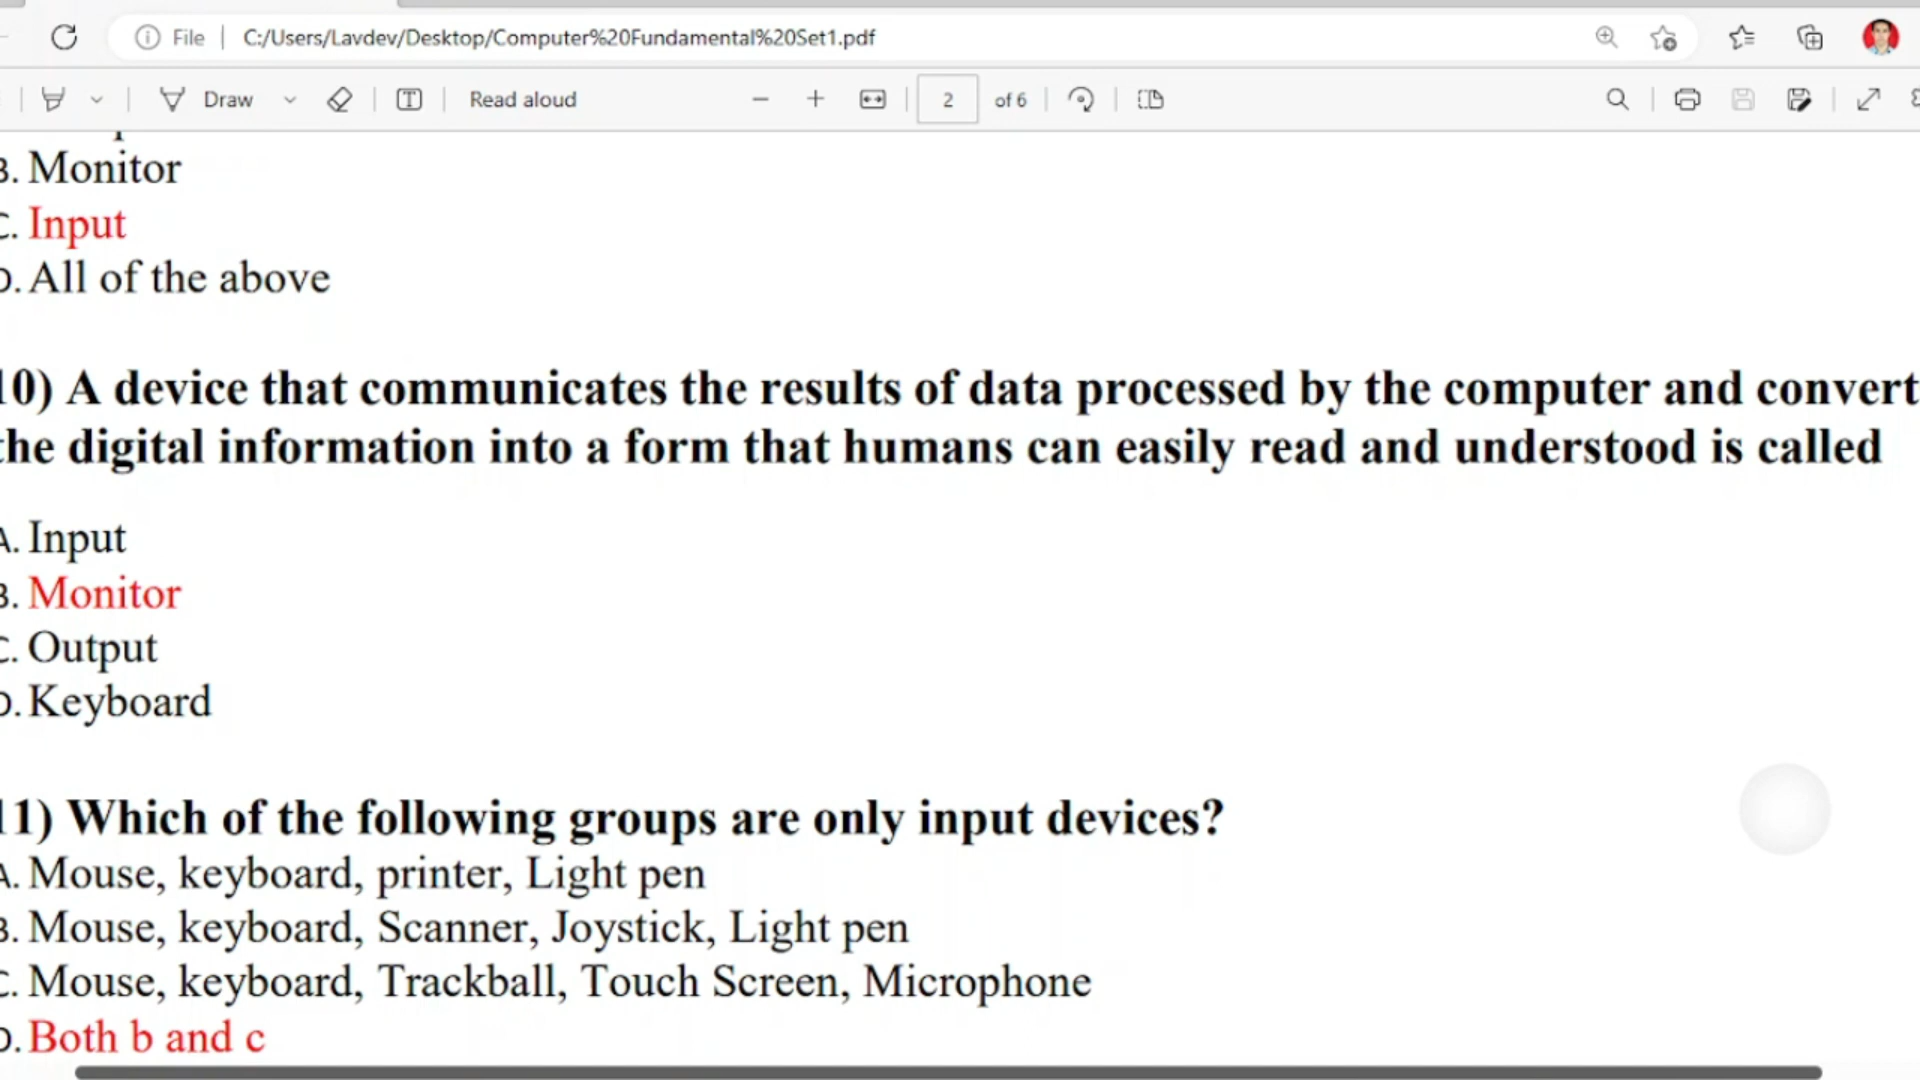 File C:/Users/Lavdev/Desktop/Computer%20Fundamental%20Set1.pdf
Draw Read aloud 2 of 6
B. Monitor
C. Input
D. All of the above
10) A device that communicates the results of data processed by the computer and convert
the digital information into a form that humans can easily read and understood is called
A. Input
B. Monitor
C. Output
D. Keyboard
11) Which of the following groups are only input devices?
A. Mouse, keyboard, printer, Light pen
B. Mouse, keyboard, Scanner, Joystick, Light pen
C. Mouse, keyboard, Trackball, Touch Screen, Microphone
D. Both b and c